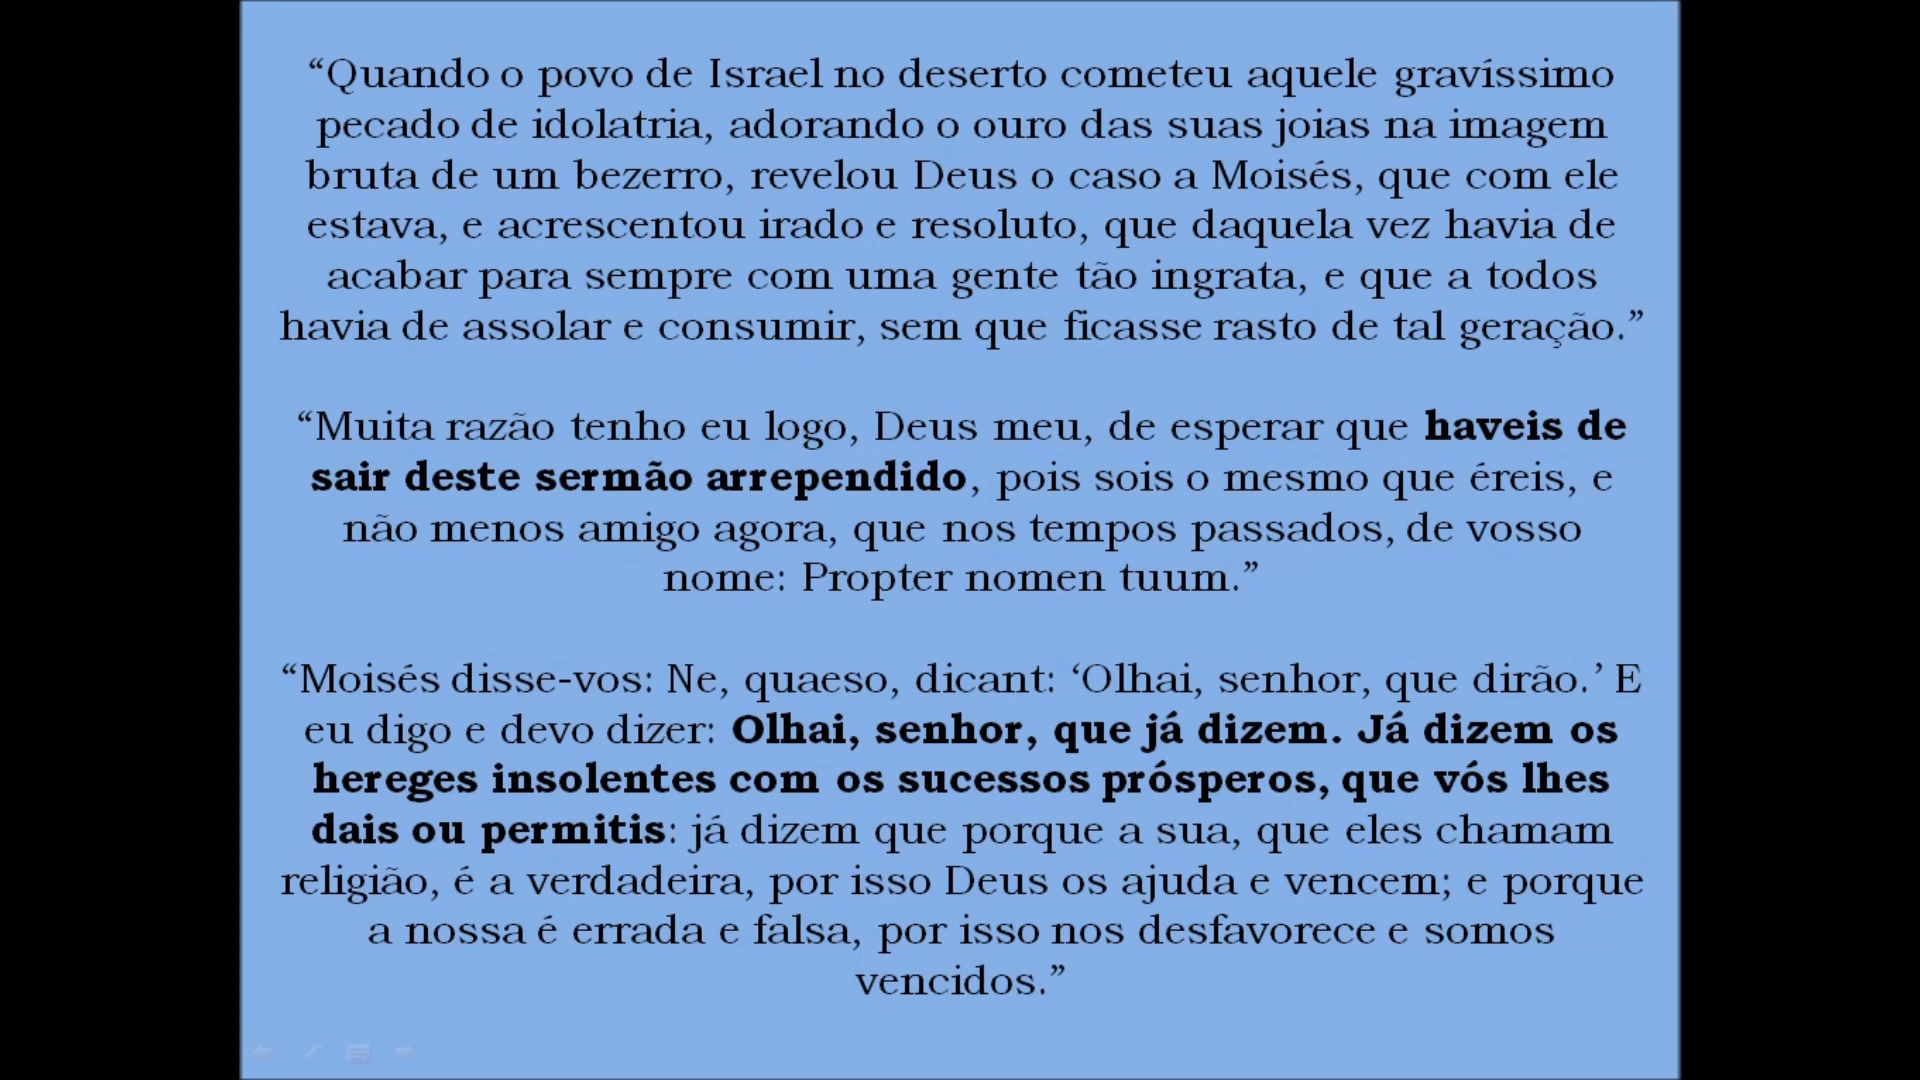 “Quando o povo de Israel no deserto cometeu aquele gravíssimo
pecado de idolatria, adorando o ouro das suas joias na imagem
bruta de um bezerro, revelou Deus o caso a Moisés, que com ele
estava, e acrescentou irado e resoluto, que daquela vez havia de
acabar para sempre com uma gente tão ingrata, e que a todos
havia de assolar e consumir, sem que ficasse rasto de tal geração.”
“Muita razão tenho eu logo, Deus meu, de esperar que haveis de
sair deste sermão arrependido, pois sois o mesmo que éreis, e
não menos amigo agora, que nos tempos passados, de vosso
nome: Propter nomen tuum.”
“Moisés disse-vos: Ne, quaeso, dicant: ‘Olhai, senhor, que dirão.’ E
eu digo e devo dizer: Olhai, senhor, que já dizem. Já dizem os
hereges insolentes com os sucessos prósperos, que vós lhes
dais ou permitis: já dizem que porque a sua, que eles chamam
religião, é a verdadeira, por isso Deus os ajuda e vencem; e porque
a nossa é errada e falsa, por isso nos desfavorece e somos
vencidos.”